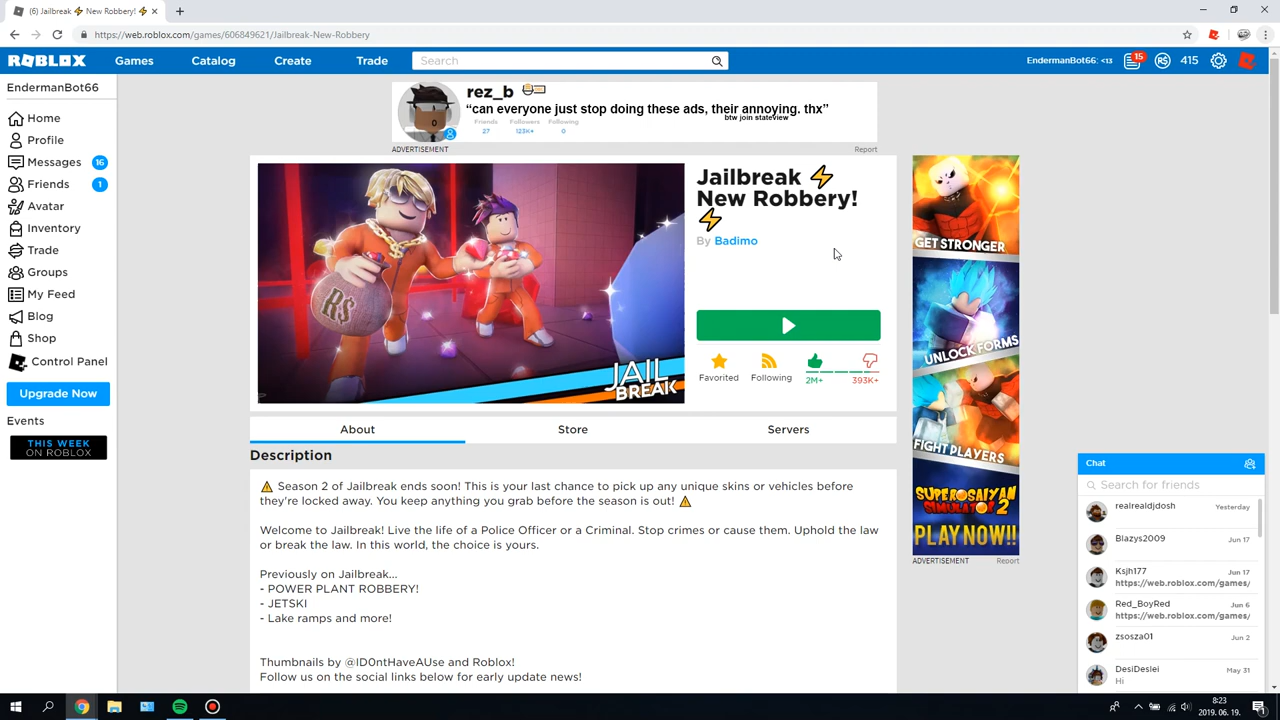 (6) Jailbreak ⚡ New Robbery! ⚡
https://web.roblox.com/games/606849621/Jailbreak-New-Robbery
ROBLOX
Games
Catalog
Create
Trade
Search
EndermanBot66: <13
15
415
EndermanBot66
Home
Profile
Messages 16
Friends 1
Avatar
Inventory
Trade
Groups
My Feed
Blog
Shop
Control Panel
Upgrade Now
Events
THIS WEEK
ON ROBLOX
rez_b
“can everyone just stop doing these ads, their annoying. thx”
btw join stateview
Friends Followers Following
27 123K+ 0
ADVERTISEMENT
Report
R$
JAIL
BREAK
Jailbreak ⚡
New Robbery!
⚡
By Badimo
Favorited
Following
2M+
393K+
About
Store
Servers
Description
⚠ Season 2 of Jailbreak ends soon! This is your last chance to pick up any unique skins or vehicles before
they're locked away. You keep anything you grab before the season is out! ⚠
Welcome to Jailbreak! Live the life of a Police Officer or a Criminal. Stop crimes or cause them. Uphold the law
or break the law. In this world, the choice is yours.
Previously on Jailbreak...
- POWER PLANT ROBBERY!
- JETSKI
- Lake ramps and more!
Thumbnails by @ID0ntHaveAUse and Roblox!
Follow us on the social links below for early update news!
GET STRONGER
UNLOCK FORMS
FIGHT PLAYERS
SUPER SAIYAN
SIMULATOR 2
PLAY NOW!!
ADVERTISEMENT
Report
Chat
Search for friends
realrealdjdosh Yesterday
Blazys2009 Jun 17
Ksjh177 Jun 17
https://web.roblox.com/games/
Red_BoyRed Jun 6
https://web.roblox.com/games/
zsosza01 Jun 2
DesiDeslei May 31
Hi
8:23
2019. 06. 19.
1